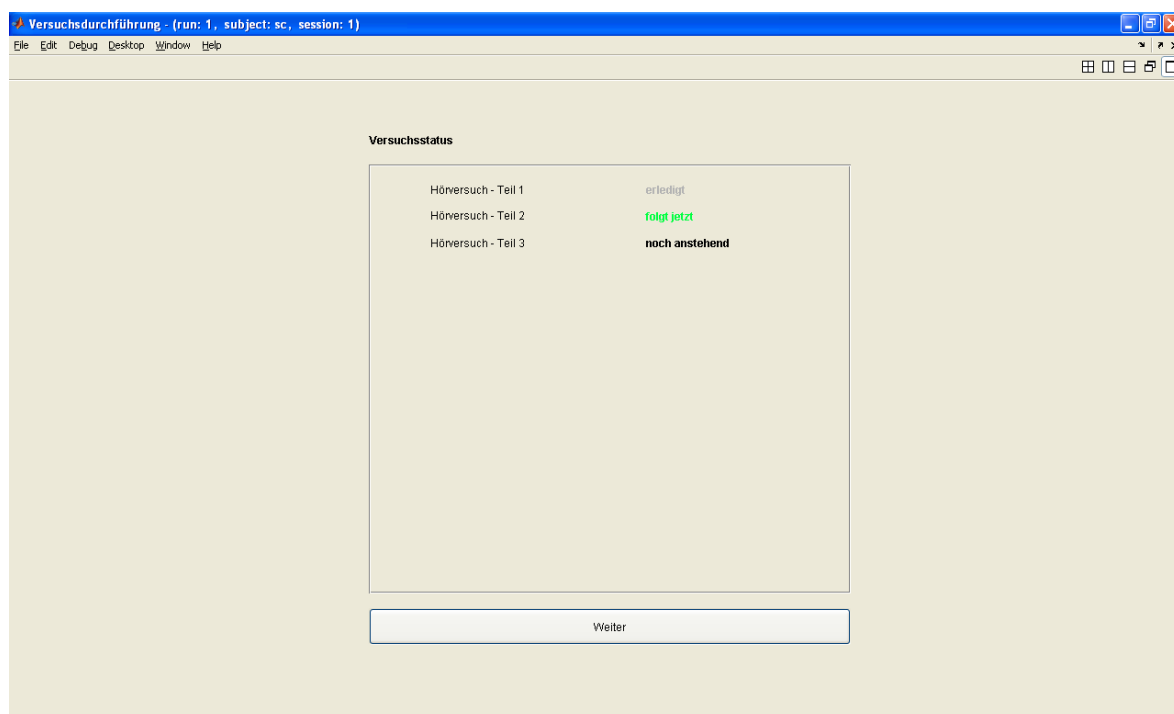 Versuchsdurchführung - (run: 1, subject: sc, session: 1)
File Edit Debug Desktop Window Help
Versuchsstatus
Hörversuch - Teil 1 erledigt
Hörversuch - Teil 2 folgt jetzt
Hörversuch - Teil 3 noch anstehend
Weiter